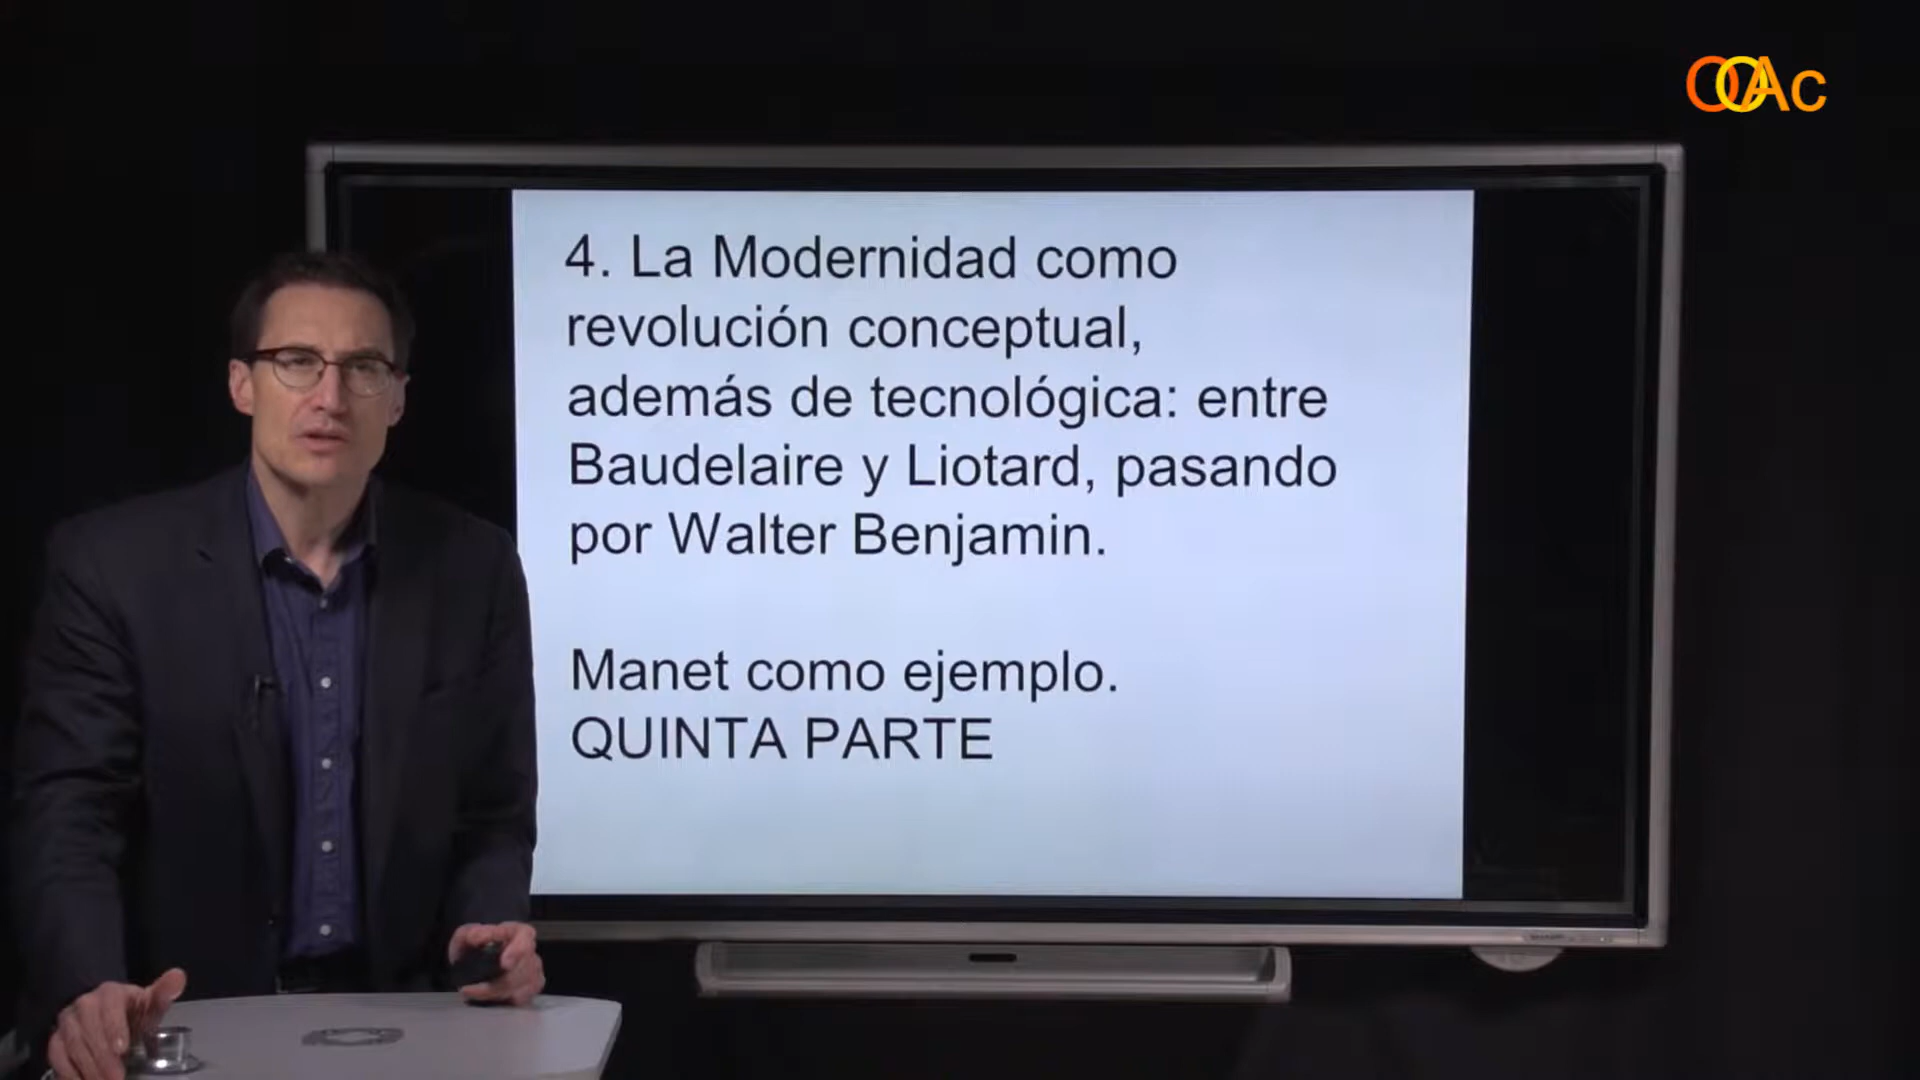 OOAc
4. La Modernidad como
revolución conceptual,
además de tecnológica: entre
Baudelaire y Liotard, pasando
por Walter Benjamin.
Manet como ejemplo.
QUINTA PARTE